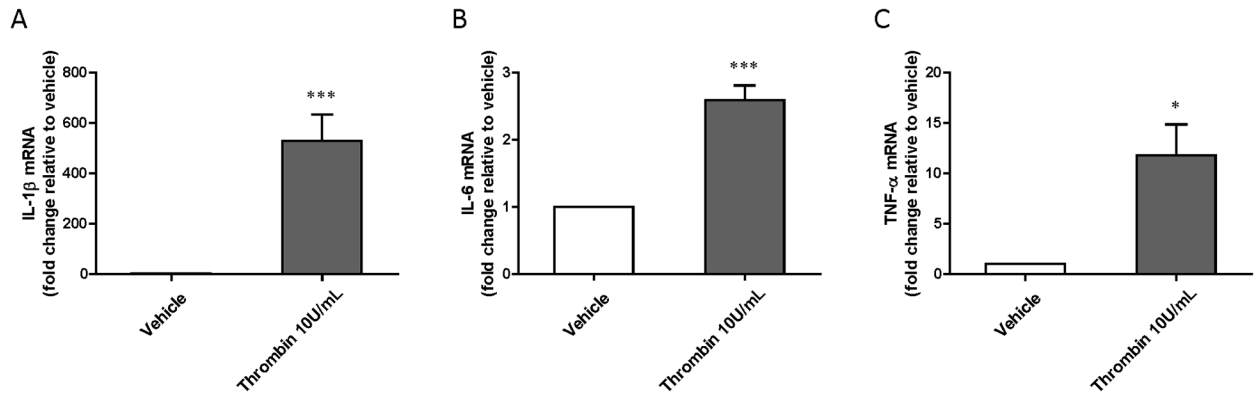 A
IL-1β mRNA
(fold change relative to vehicle)
800
600
400
200
0
***
Vehicle
Thrombin 10U/mL
B
IL-6 mRNA
(fold change relative to vehicle)
3
2
1
0
***
Vehicle
Thrombin 10U/mL
C
TNF-α mRNA
(fold change relative to vehicle)
20
15
10
5
0
*
Vehicle
Thrombin 10U/mL